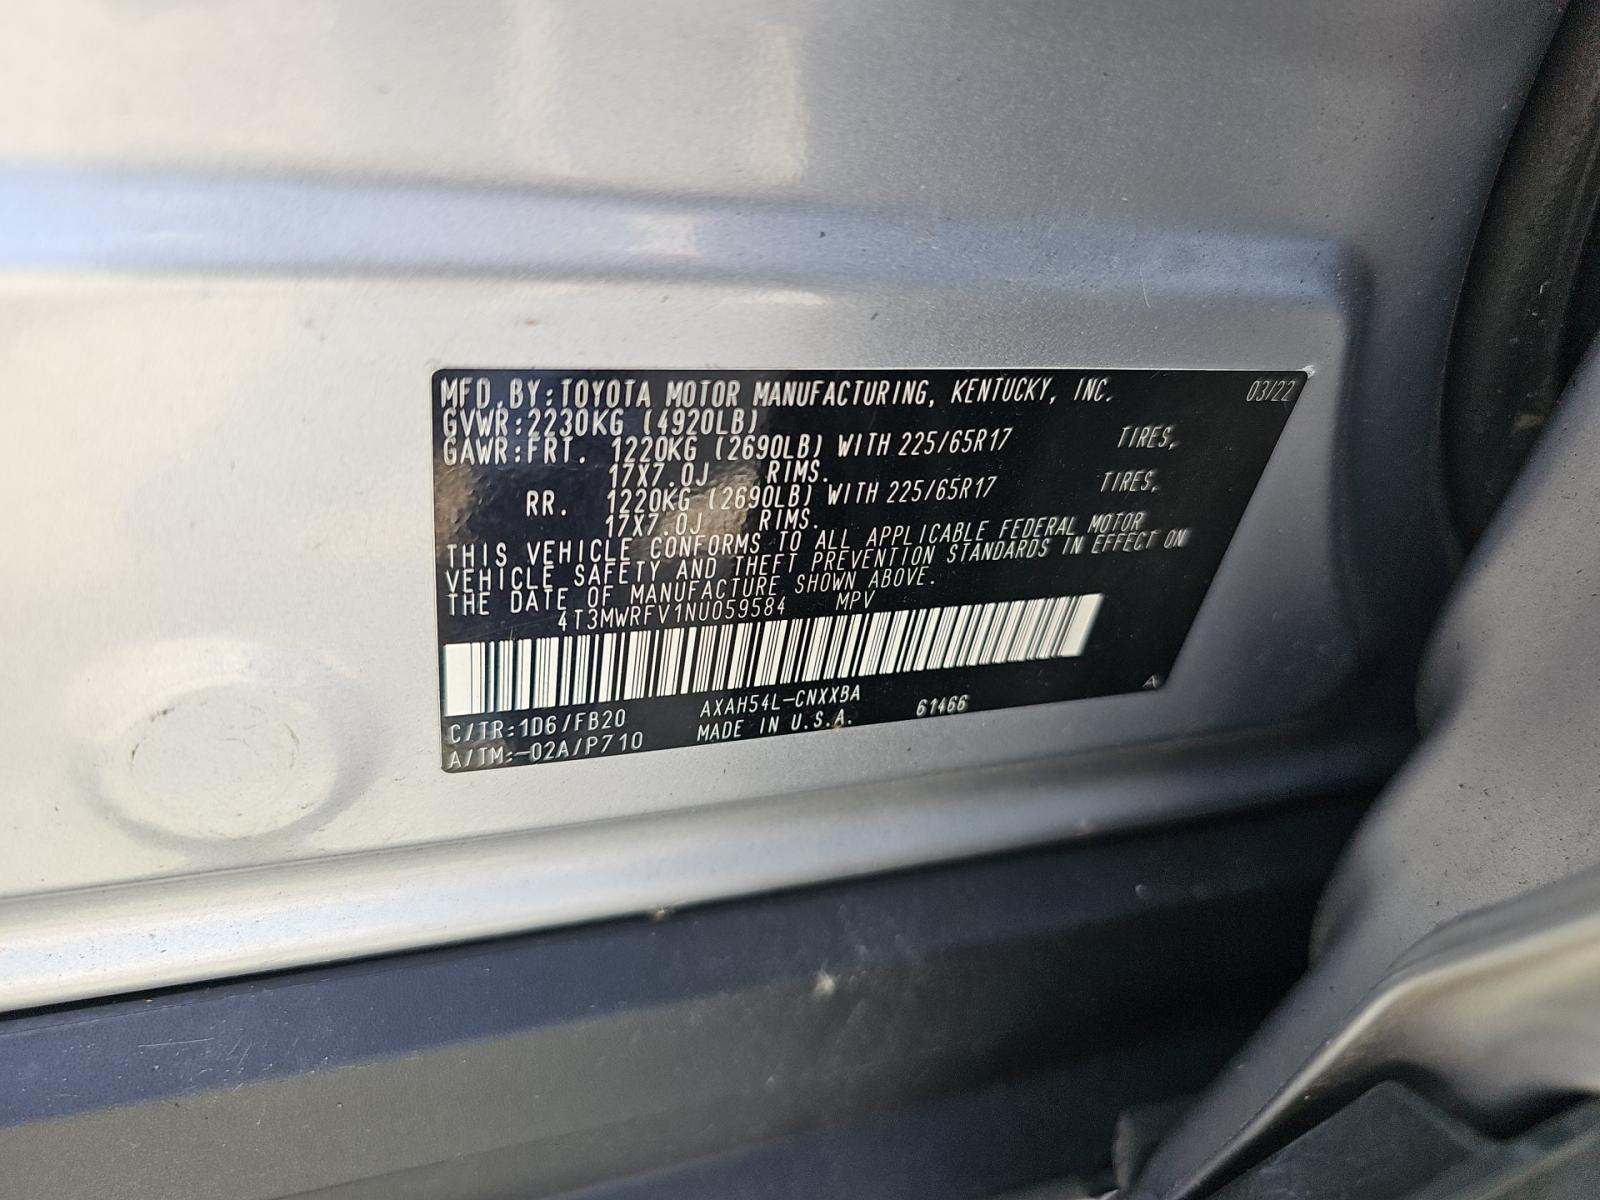 MFD. BY: TOYOTA MOTOR MANUFACTURING, KENTUCKY, INC. 03/22
GVWR: 2230KG (4920LB)
GAWR: FRT. 1220KG (2690LB) WITH 225/65R17 TIRES,
17X7.0J RIMS.
RR. 1220KG (2690LB) WITH 225/65R17 TIRES,
17X7.0J RIMS.
THIS VEHICLE CONFORMS TO ALL APPLICABLE FEDERAL MOTOR
VEHICLE SAFETY AND THEFT PREVENTION STANDARDS IN EFFECT ON
THE DATE OF MANUFACTURE SHOWN ABOVE.
4T3MWRFV1NU059584 MPV
C/TR: 1D6/FB20 AXAH54L-CNXXBA 61466
A/TM: -02A/P710 MADE IN U.S.A.
A